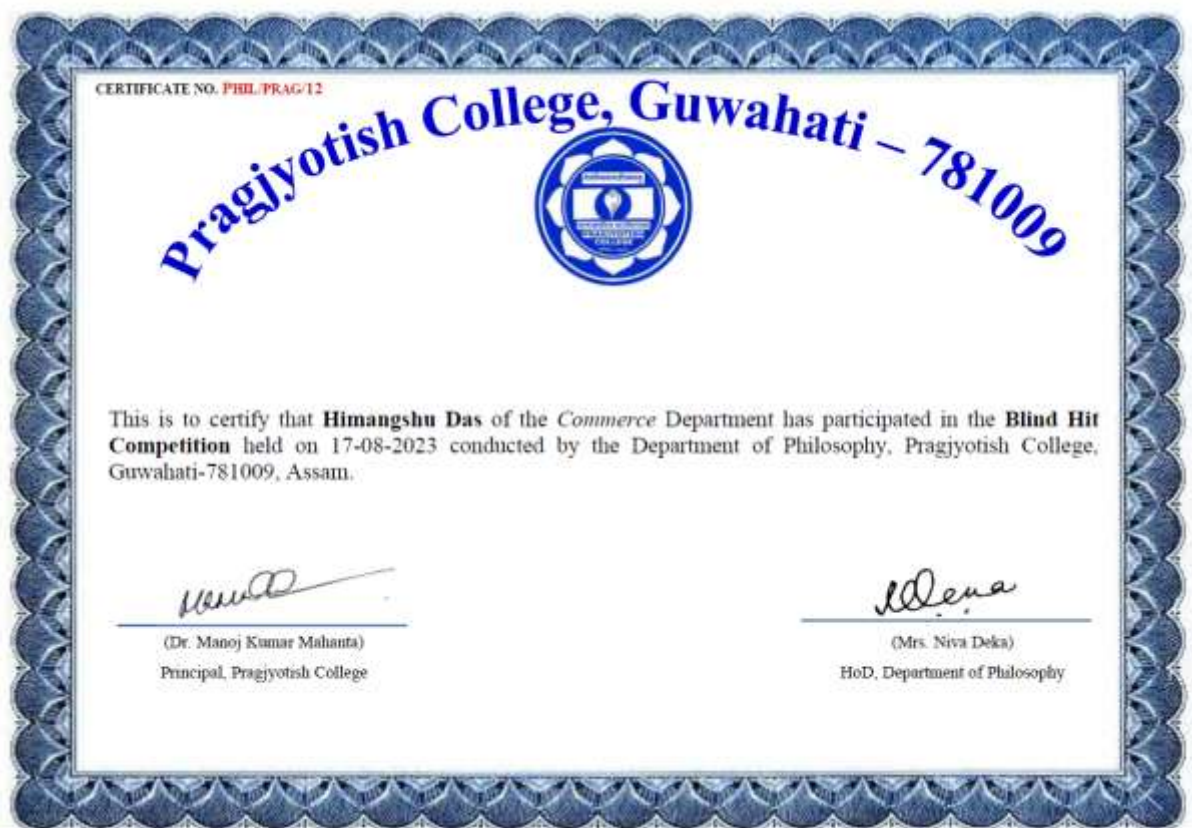 CERTIFICATE NO. PHIL/PRAG/12
Pragjyotish College, Guwahati – 781009
PRAGJYOTISH
COLLEGE
This is to certify that Himangshu Das of the Commerce Department has participated in the Blind Hit
Competition held on 17-08-2023 conducted by the Department of Philosophy, Pragjyotish College,
Guwahati-781009, Assam.
(Dr. Manoj Kumar Mahanta)
Principal, Pragjyotish College
(Mrs. Niva Deka)
HoD, Department of Philosophy